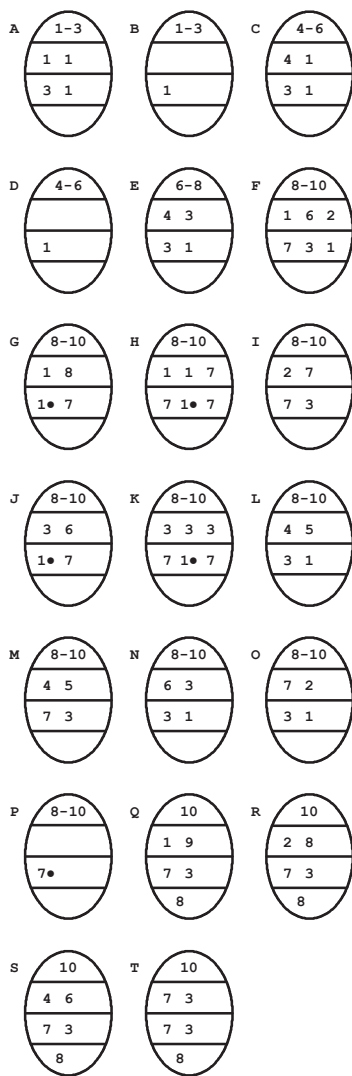 A 1-3 B 1-3 C 4-6
1 1 4 1
3 1 1 3 1
D 4-6 E 6-8 F 8-10
4 3 1 6 2
1 3 1 7 3 1
G 8-10 H 8-10 I 8-10
1 8 1 1 7 2 7
1● 7 7 1● 7 7 3
J 8-10 K 8-10 L 8-10
3 6 3 3 3 4 5
1● 7 7 1● 7 3 1
M 8-10 N 8-10 O 8-10
4 5 6 3 7 2
7 3 3 1 3 1
P 8-10 Q 10 R 10
1 9 2 8
7● 7 3 7 3
8 8
S 10 T 10
4 6 7 3
7 3 7 3
8 8